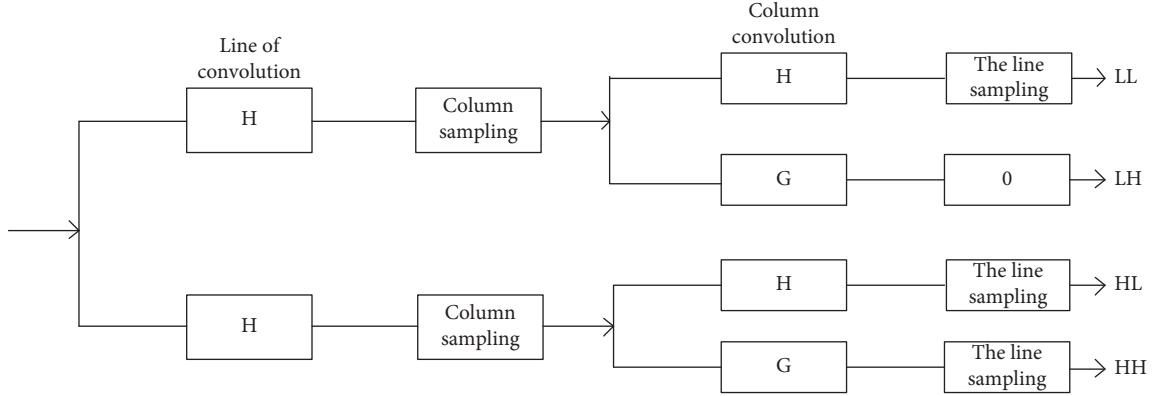 Line of
convolution
H
Column
sampling
Column
convolution
H
The line
sampling
LL
G
0
LH
H
Column
sampling
H
The line
sampling
HL
G
The line
sampling
HH